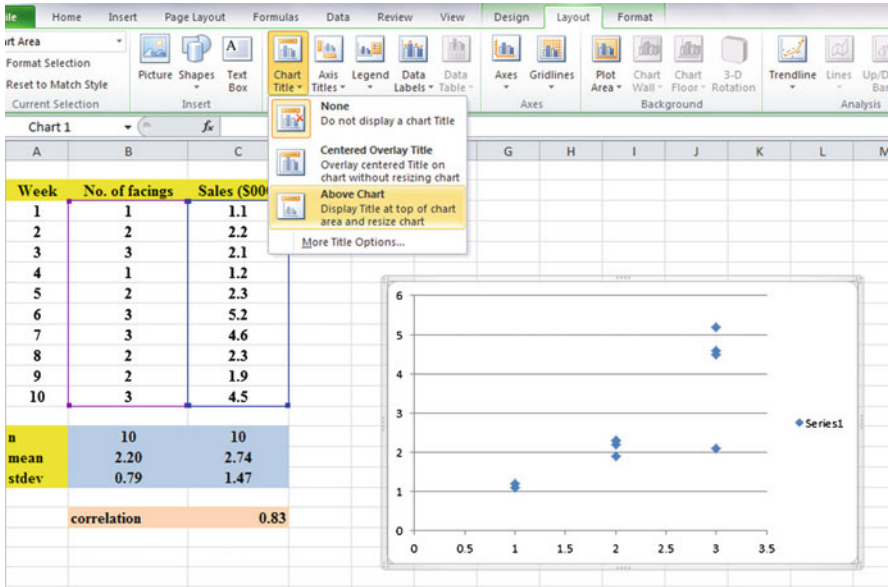 ile Home Insert Page Layout Formulas Data Review View Design Layout Format
rt Area
Format Selection
Reset to Match Style
Current Selection
Picture Shapes Text Box
Insert
Chart Title Axis Titles Legend Data Labels Data Table
Axes Gridlines
Axes
Plot Area Chart Wall Chart Floor 3-D Rotation
Background
Trendline Lines Up/D Bar
Analysis
None
Do not display a chart Title
Centered Overlay Title
Overlay centered Title on
chart without resizing chart
Above Chart
Display Title at top of chart
area and resize chart
More Title Options...
Chart 1 fx
A B C G H I J K L M
Week No. of facings Sales ($00
1 1 1.1
2 2 2.2
3 3 2.1
4 1 1.2
5 2 2.3
6 3 5.2
7 3 4.6
8 2 2.3
9 2 1.9
10 3 4.5
n 10 10
mean 2.20 2.74
stdev 0.79 1.47
correlation 0.83
6
5
4
3
2
1
0
0 0.5 1 1.5 2 2.5 3 3.5
Series1